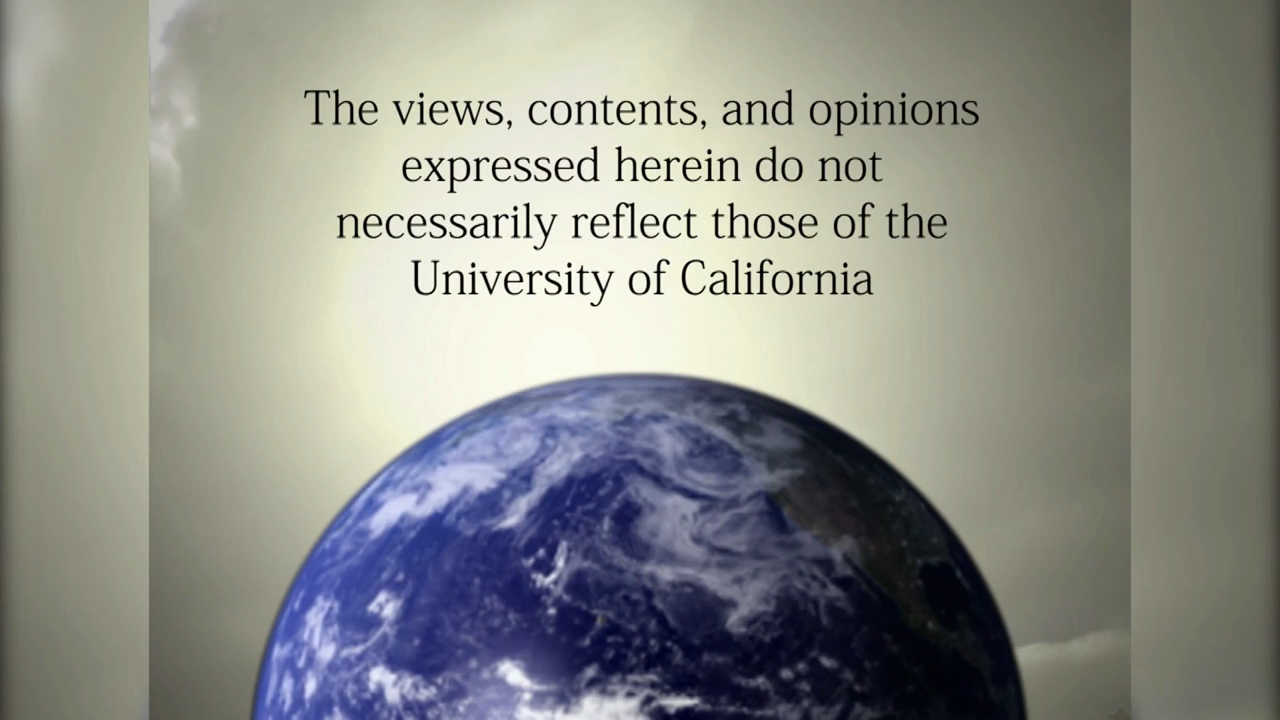 The views, contents, and opinions
expressed herein do not
necessarily reflect those of the
University of California